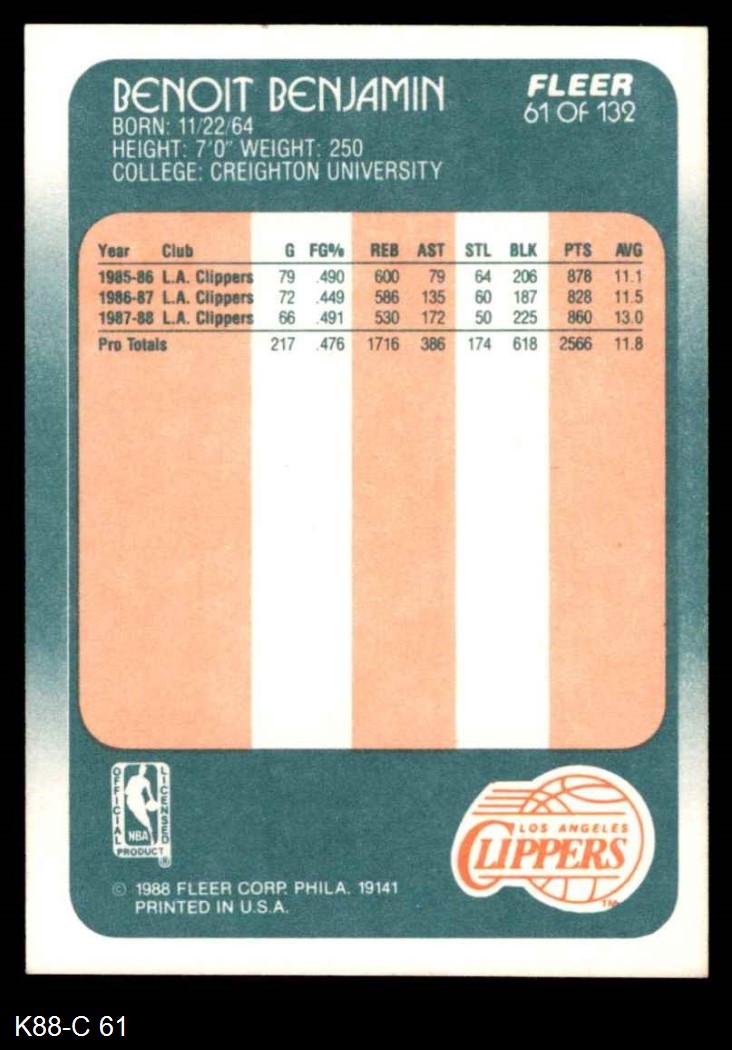 BENOIT BENJAMIN
FLEER
61 OF 132
BORN: 11/22/64
HEIGHT: 7'0" WEIGHT: 250
COLLEGE: CREIGHTON UNIVERSITY
Year Club G FG% REB AST STL BLK PTS AVG
1985-86 L.A. Clippers 79 .490 600 79 64 206 878 11.1
1986-87 L.A. Clippers 72 .449 586 135 60 187 828 11.5
1987-88 L.A. Clippers 66 .491 530 172 50 225 860 13.0
Pro Totals 217 .476 1716 386 174 618 2566 11.8
OFFICIAL
LICENSED
NBA
PRODUCT
®
LOS ANGELES
CLIPPERS
TM
© 1988 FLEER CORP. PHILA. 19141
PRINTED IN U.S.A.
K88-C 61